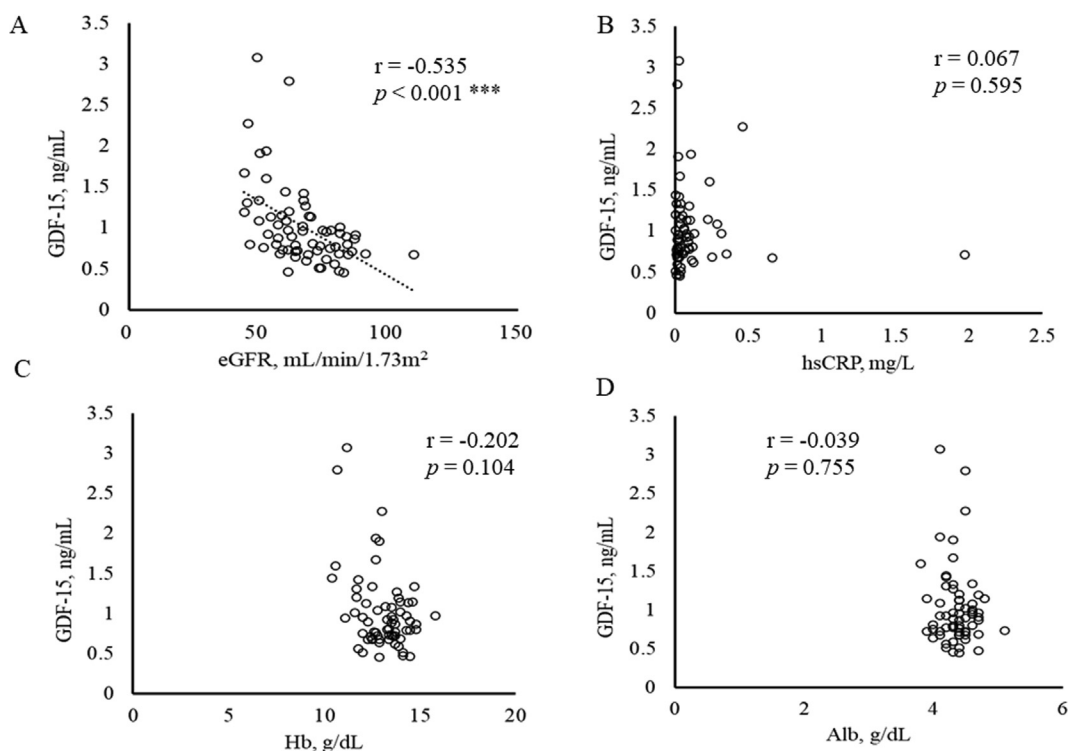 A
3.5
3
2.5
2
1.5
1
0.5
0
GDF-15, ng/mL
r = -0.535
p < 0.001 ***
0
50
100
150
eGFR, mL/min/1.73m²
B
3.5
3
2.5
2
1.5
1
0.5
0
GDF-15, ng/mL
r = 0.067
p = 0.595
0
0.5
1
1.5
2
2.5
hsCRP, mg/L
C
3.5
3
2.5
2
1.5
1
0.5
0
GDF-15, ng/mL
r = -0.202
p = 0.104
0
5
10
15
20
Hb, g/dL
D
3.5
3
2.5
2
1.5
1
0.5
0
GDF-15, ng/mL
r = -0.039
p = 0.755
0
2
4
6
Alb, g/dL